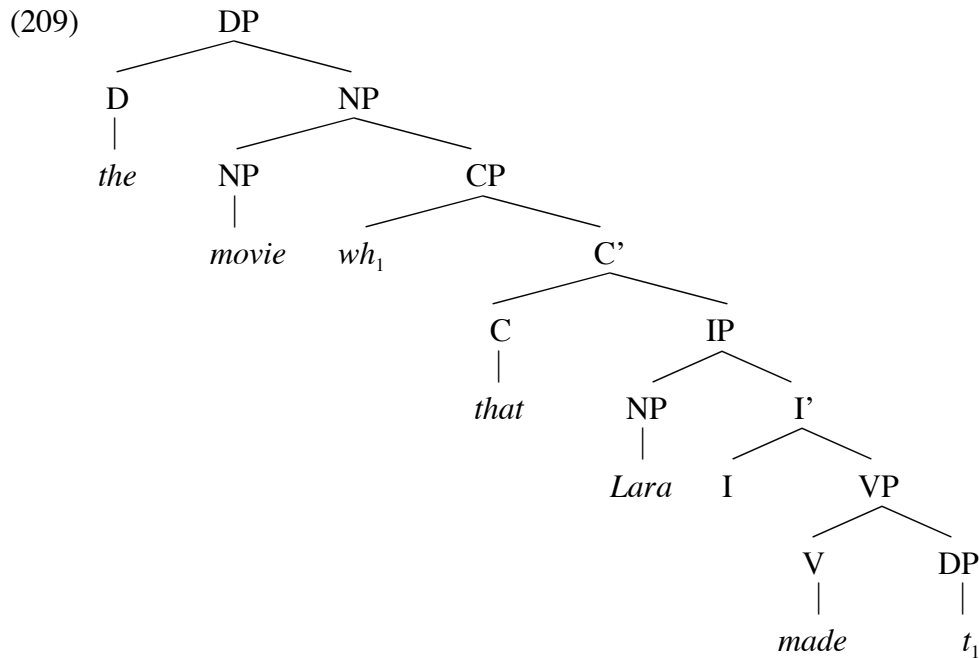 (209) DP
D NP
the NP CP
movie wh₁ C’
C IP
that NP I’
Lara I VP
V DP
made t₁